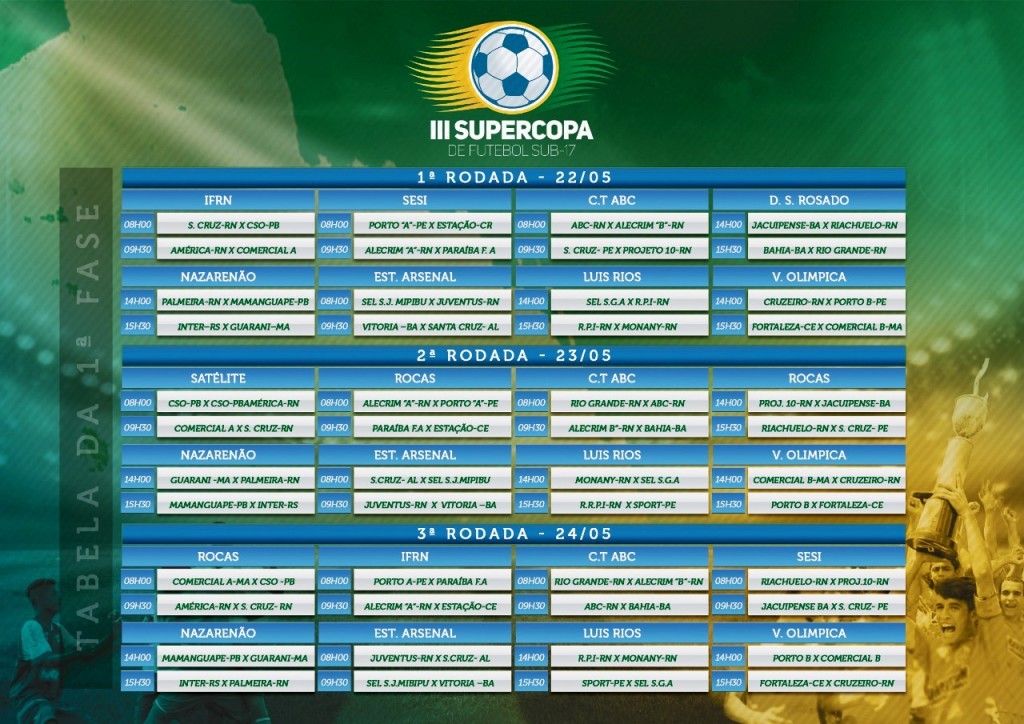 III SUPERCOPA
DE FUTEBOL SUB-17
TABELA DA 1ª FASE
1ª RODADA - 22/05
IFRN SESI C.T ABC D. S. ROSADO
08H00 S. CRUZ-RN X CSO-PB 08H00 PORTO "A"-PE X ESTAÇÃO-CR 08H00 ABC-RN X ALECRIM "B"-RN 14H00 JACUIPENSE-BA X RIACHUELO-RN
09H30 AMÉRICA-RN X COMERCIAL A 09H30 ALECRIM "A"-RN X PARAÍBA F. A 09H30 S. CRUZ- PE X PROJETO 10-RN 15H30 BAHIA-BA X RIO GRANDE-RN
NAZARENÃO EST. ARSENAL LUIS RIOS V. OLIMPICA
14H00 PALMEIRA-RN X MAMANGUAPE-PB 08H00 SEL S.J. MIPIBU X JUVENTUS-RN 14H00 SEL S.G.A X R.P.I-RN 14H00 CRUZEIRO-RN X PORTO B-PE
15H30 INTER–RS X GUARANI–MA 09H30 VITORIA –BA X SANTA CRUZ- AL 15H30 R.P.I-RN X MONANY-RN 15H30 FORTALEZA-CE X COMERCIAL B-MA
2ª RODADA - 23/05
SATÉLITE ROCAS C.T ABC ROCAS
08H00 CSO-PB X CSO-PBAMÉRICA-RN 08H00 ALECRIM "A"-RN X PORTO "A"-PE 08H00 RIO GRANDE-RN X ABC-RN 14H00 PROJ. 10-RN X JACUIPENSE-BA
09H30 COMERCIAL A X S. CRUZ-RN 09H30 PARAÍBA F.A X ESTAÇÃO-CE 09H30 ALECRIM B"-RN X BAHIA-BA 15H30 RIACHUELO-RN X S. CRUZ- PE
NAZARENÃO EST. ARSENAL LUIS RIOS V. OLIMPICA
14H00 GUARANI -MA X PALMEIRA-RN 08H00 S.CRUZ- AL X SEL S.J.MIPIBU 14H00 MONANY-RN X SEL S.G.A 14H00 COMERCIAL B-MA X CRUZEIRO-RN
15H30 MAMANGUAPE-PB X INTER-RS 09H30 JUVENTUS-RN X VITORIA –BA 15H30 R.R.P.I-RN X SPORT-PE 15H30 PORTO B X FORTALEZA-CE
3ª RODADA - 24/05
ROCAS IFRN C.T ABC SESI
08H00 COMERCIAL A-MA X CSO -PB 08H00 PORTO A-PE X PARAÍBA F.A 08H00 RIO GRANDE-RN X ALECRIM "B"-RN 08H00 RIACHUELO-RN X PROJ.10-RN
09H30 AMÉRICA-RN X S. CRUZ- RN 09H30 ALECRIM "A"-RN X ESTAÇÃO-CE 09H30 ABC-RN X BAHIA-BA 09H30 JACUIPENSE BA X S. CRUZ- PE
NAZARENÃO EST. ARSENAL LUIS RIOS V. OLIMPICA
14H00 MAMANGUAPE-PB X GUARANI-MA 08H00 JUVENTUS-RN X S.CRUZ- AL 14H00 R.P.I-RN X MONANY-RN 14H00 PORTO B X COMERCIAL B
15H30 INTER-RS X PALMEIRA-RN 09H30 SEL S.J.MIBIPU X VITORIA –BA 15H30 SPORT-PE X SEL S.G.A 15H30 FORTALEZA-CE X CRUZEIRO-RN